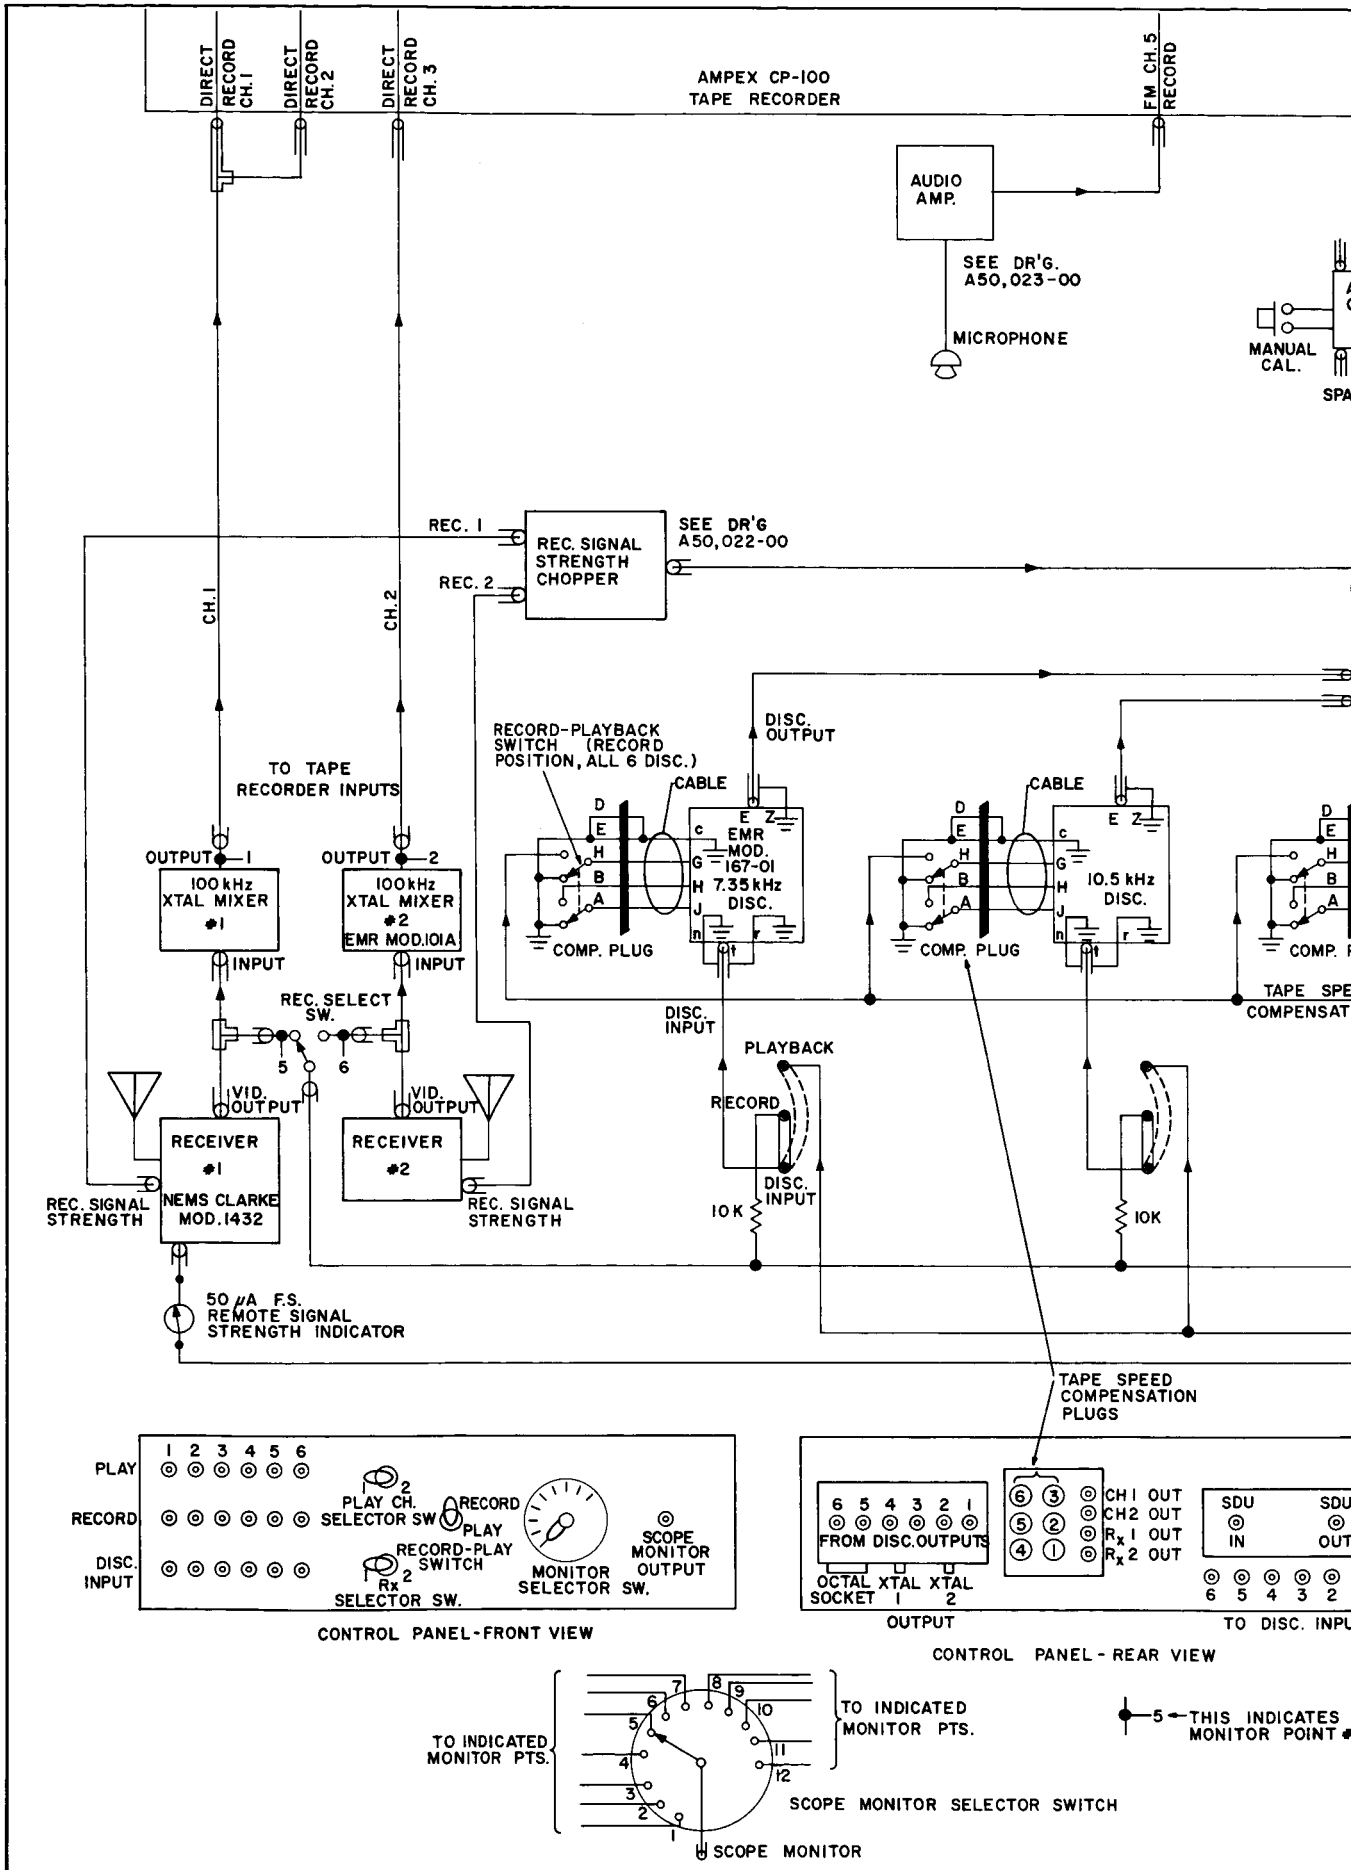 DIRECT
RECORD
CH.1
DIRECT
RECORD
CH.2
DIRECT
RECORD
CH.3
AMPEX CP-100
TAPE RECORDER
FM CH.5
RECORD
AUDIO
AMP.
SEE DR'G.
A50,023-00
MICROPHONE
MANUAL
CAL.
REC. 1
REC. 2
REC. SIGNAL
STRENGTH
CHOPPER
SEE DR'G
A50,022-00
CH.1
CH.2
RECORD-PLAYBACK
SWITCH (RECORD
POSITION, ALL 6 DISC.)
DISC.
OUTPUT
CABLE
CABLE
TO TAPE
RECORDER INPUTS
D
E
H
B
A
c
G
H
J
n
E Z
EMR
MOD.
167-01
7.35 kHz
DISC.
r
t
COMP. PLUG
D
E
H
B
A
c
G
H
J
n
E Z
10.5 kHz
DISC.
r
t
COMP. PLUG
D
E
H
B
A
COMP.
OUTPUT 1
OUTPUT 2
100 kHz
XTAL MIXER
#1
100 kHz
XTAL MIXER
#2
EMR MOD.101A
INPUT
INPUT
REC. SELECT
SW.
5
6
DISC.
INPUT
TAPE
PLAYBACK
RECORD
DISC.
INPUT
10K
10K
VID.
OUTPUT
VID.
OUTPUT
RECEIVER
#1
NEMS CLARKE
MOD.1432
RECEIVER
#2
REC. SIGNAL
STRENGTH
REC. SIGNAL
STRENGTH
50 µA F.S.
REMOTE SIGNAL
STRENGTH INDICATOR
TAPE SPEED
COMPENSATION
PLUGS
1 2 3 4 5 6
PLAY
RECORD
DISC.
INPUT
1 2
PLAY CH.
SELECTOR SW
RECORD
PLAY
RECORD-PLAY
SWITCH
1 Rx 2
SELECTOR SW.
MONITOR
SELECTOR SW.
SCOPE
MONITOR
OUTPUT
CONTROL PANEL-FRONT VIEW
6 5 4 3 2 1
FROM DISC. OUTPUTS
OCTAL
SOCKET
XTAL
1
XTAL
2
OUTPUT
6 3
5 2
4 1
CH 1 OUT
CH2 OUT
Rx 1 OUT
Rx 2 OUT
SDU
IN
SDU
OUT
6 5 4 3 2
TO DISC.
CONTROL PANEL - REAR VIEW
TO INDICATED
MONITOR PTS.
1
2
3
4
5
6
7
8
9
10
11
12
TO INDICATED
MONITOR PTS.
5
THIS INDICATES
MONITOR POINT #
SCOPE MONITOR SELECTOR SWITCH
SCOPE MONITOR